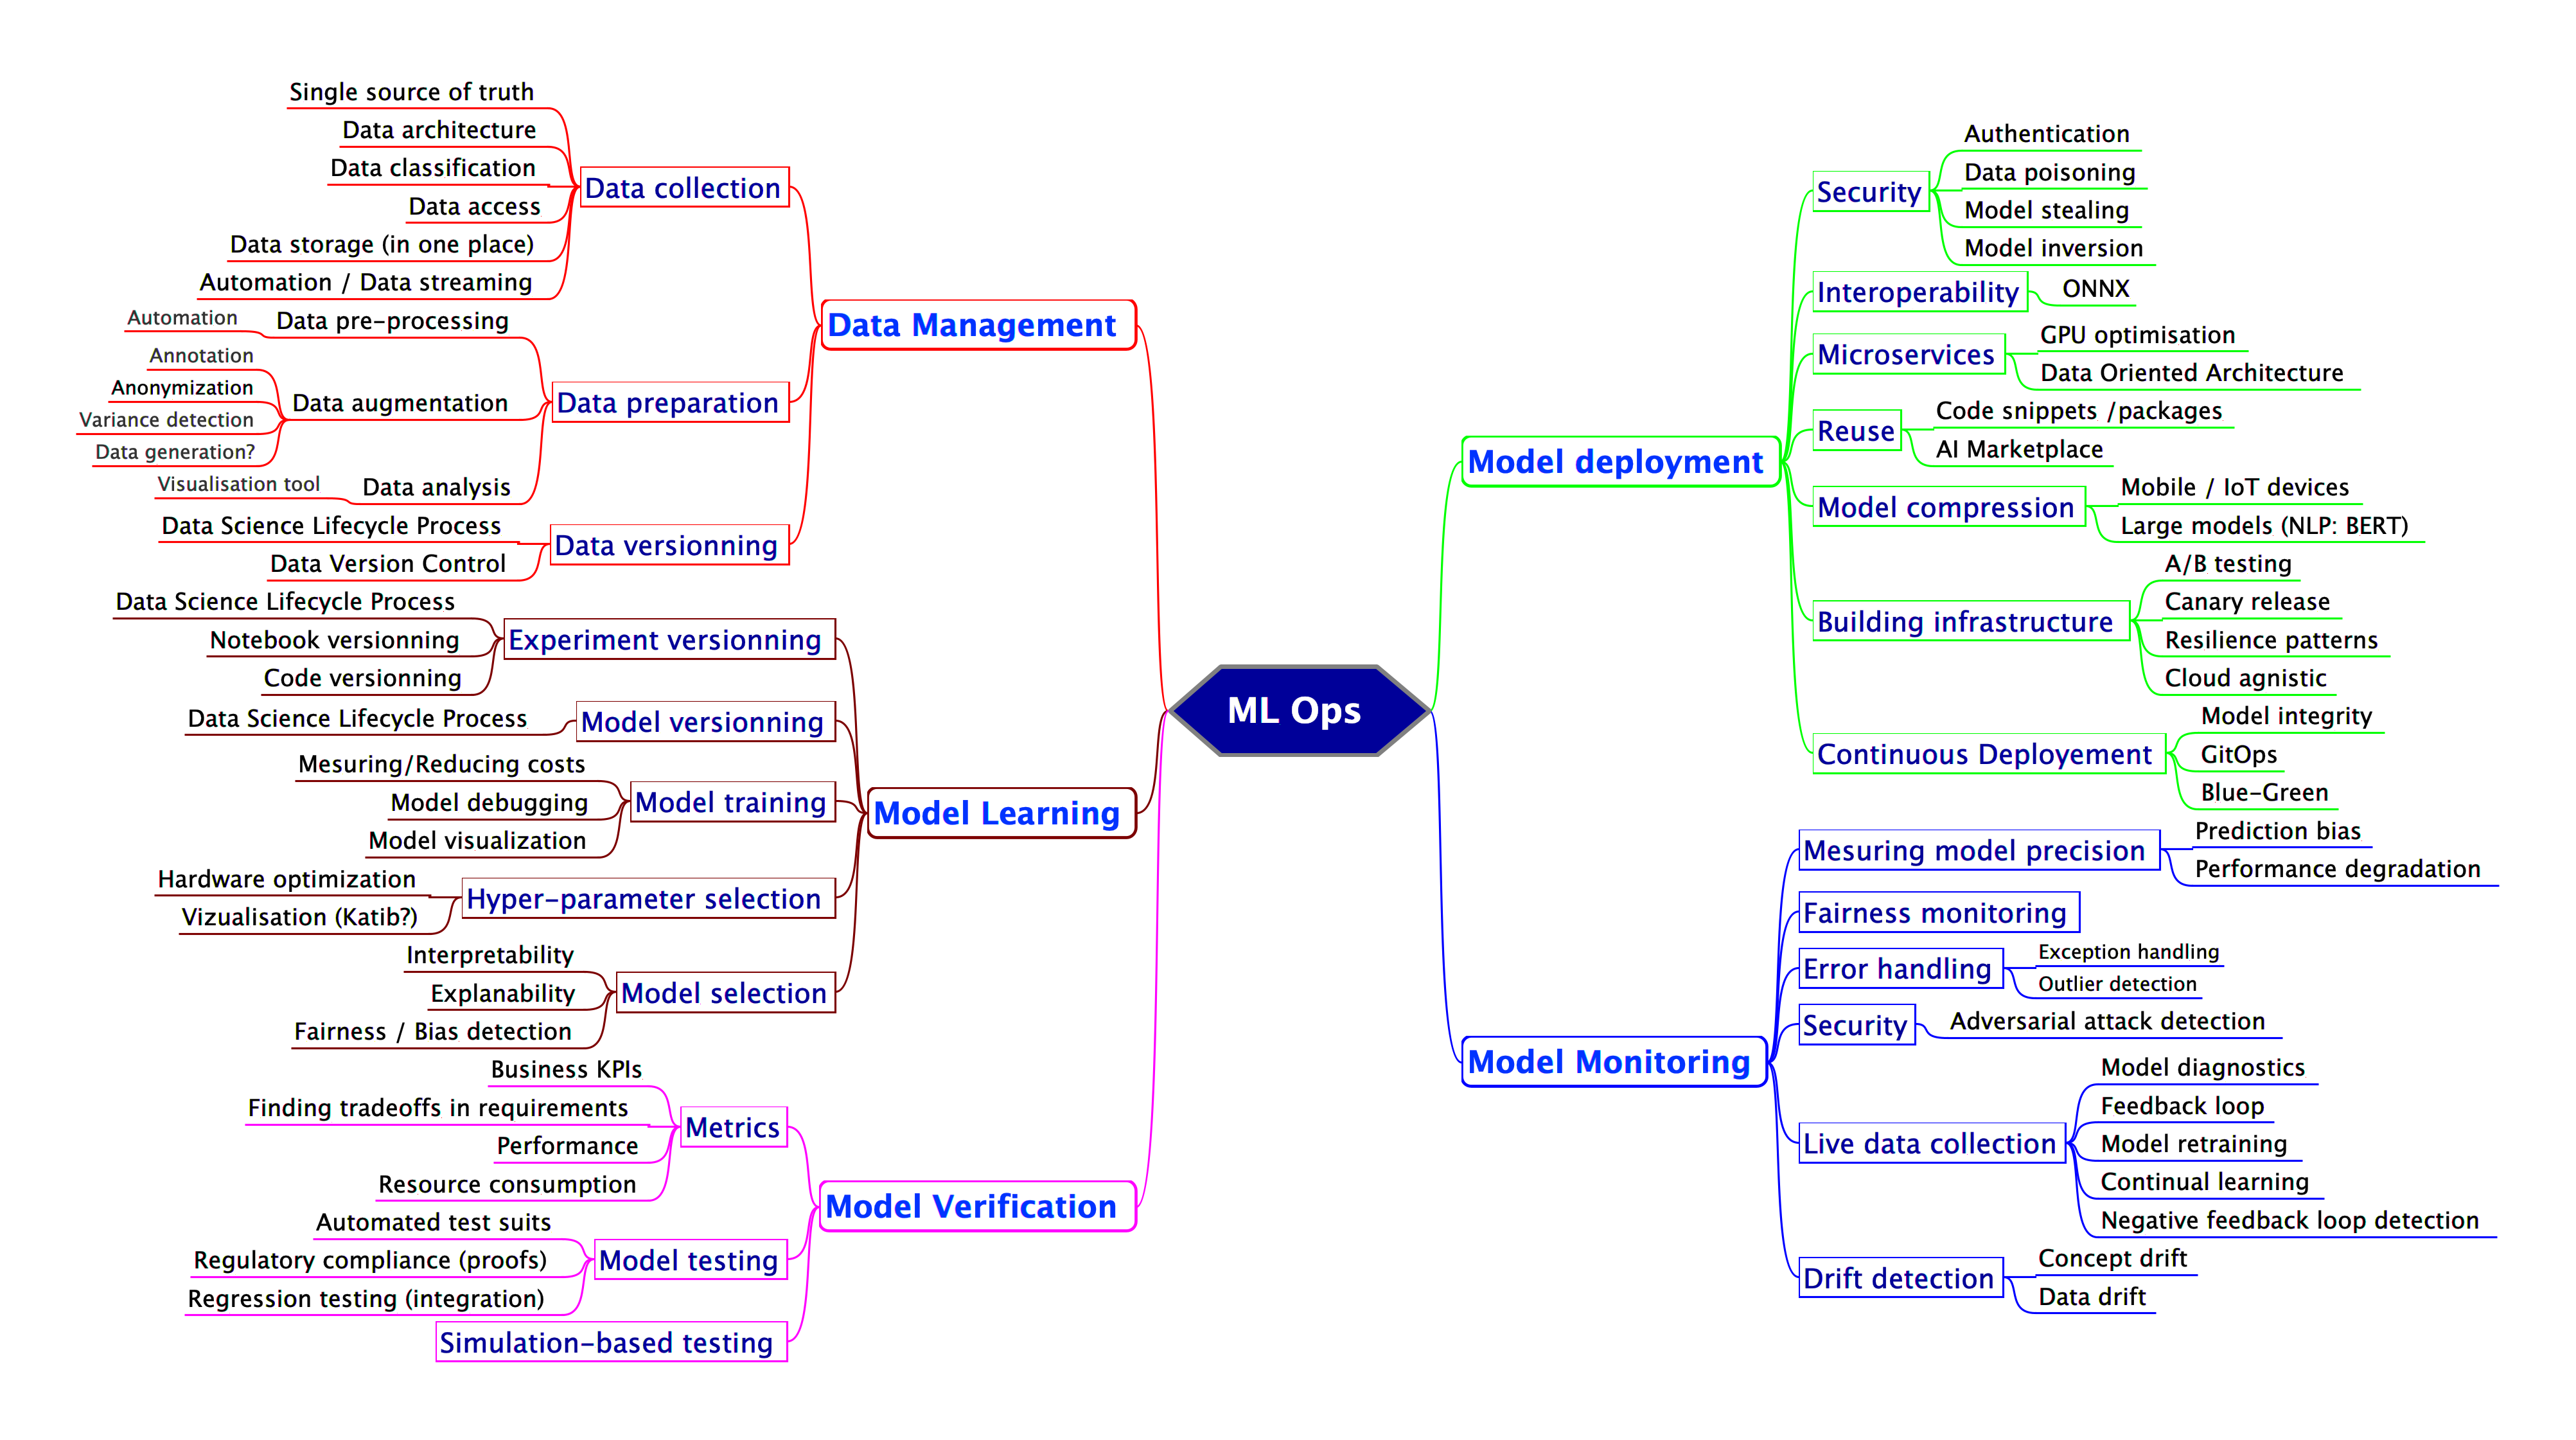 ML Ops
Data Management
Data collection
Single source of truth
Data architecture
Data classification
Data access
Data storage (in one place)
Automation / Data streaming
Data preparation
Data pre-processing
Automation
Data augmentation
Annotation
Anonymization
Variance detection
Data generation?
Data analysis
Visualisation tool
Data versionning
Data Science Lifecycle Process
Data Version Control
Model Learning
Experiment versionning
Data Science Lifecycle Process
Notebook versionning
Code versionning
Model versionning
Data Science Lifecycle Process
Model training
Mesuring/Reducing costs
Model debugging
Model visualization
Hyper-parameter selection
Hardware optimization
Vizualisation (Katib?)
Model selection
Interpretability
Explanability
Fairness / Bias detection
Model Verification
Metrics
Business KPIs
Finding tradeoffs in requirements
Performance
Resource consumption
Model testing
Automated test suits
Regulatory compliance (proofs)
Regression testing (integration)
Simulation-based testing
Model deployment
Security
Authentication
Data poisoning
Model stealing
Model inversion
Interoperability
ONNX
Microservices
GPU optimisation
Data Oriented Architecture
Reuse
Code snippets /packages
AI Marketplace
Model compression
Mobile / IoT devices
Large models (NLP: BERT)
Building infrastructure
A/B testing
Canary release
Resilience patterns
Cloud agnistic
Continuous Deployement
Model integrity
GitOps
Blue-Green
Model Monitoring
Mesuring model precision
Prediction bias
Performance degradation
Fairness monitoring
Error handling
Exception handling
Outlier detection
Security
Adversarial attack detection
Live data collection
Model diagnostics
Feedback loop
Model retraining
Continual learning
Negative feedback loop detection
Drift detection
Concept drift
Data drift